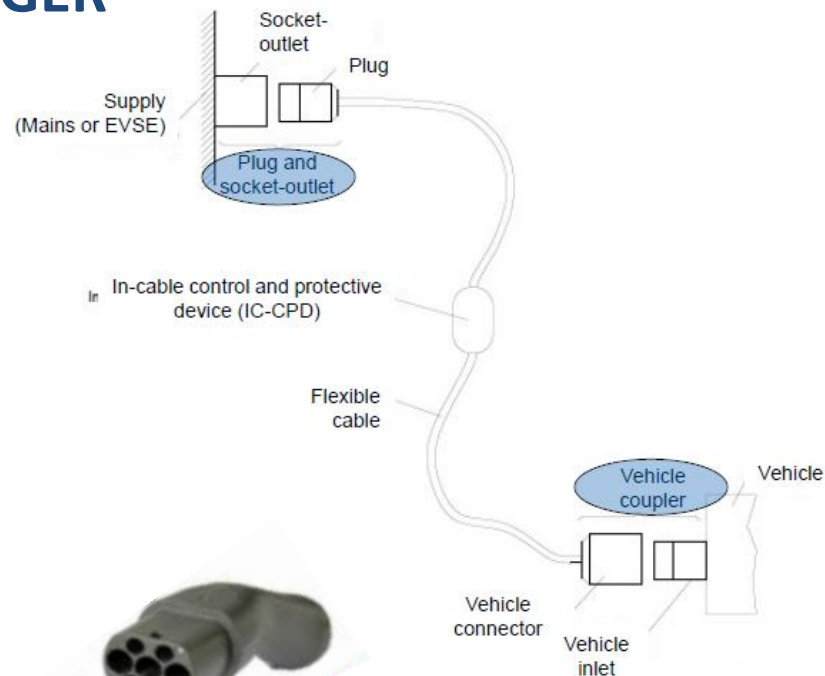 GER
Socket-
outlet
Plug
Supply
(Mains or EVSE)
Plug and
socket-outlet
In-cable control and protective
device (IC-CPD)
Flexible
cable
Vehicle
coupler
Vehicle
Vehicle
connector
Vehicle
inlet